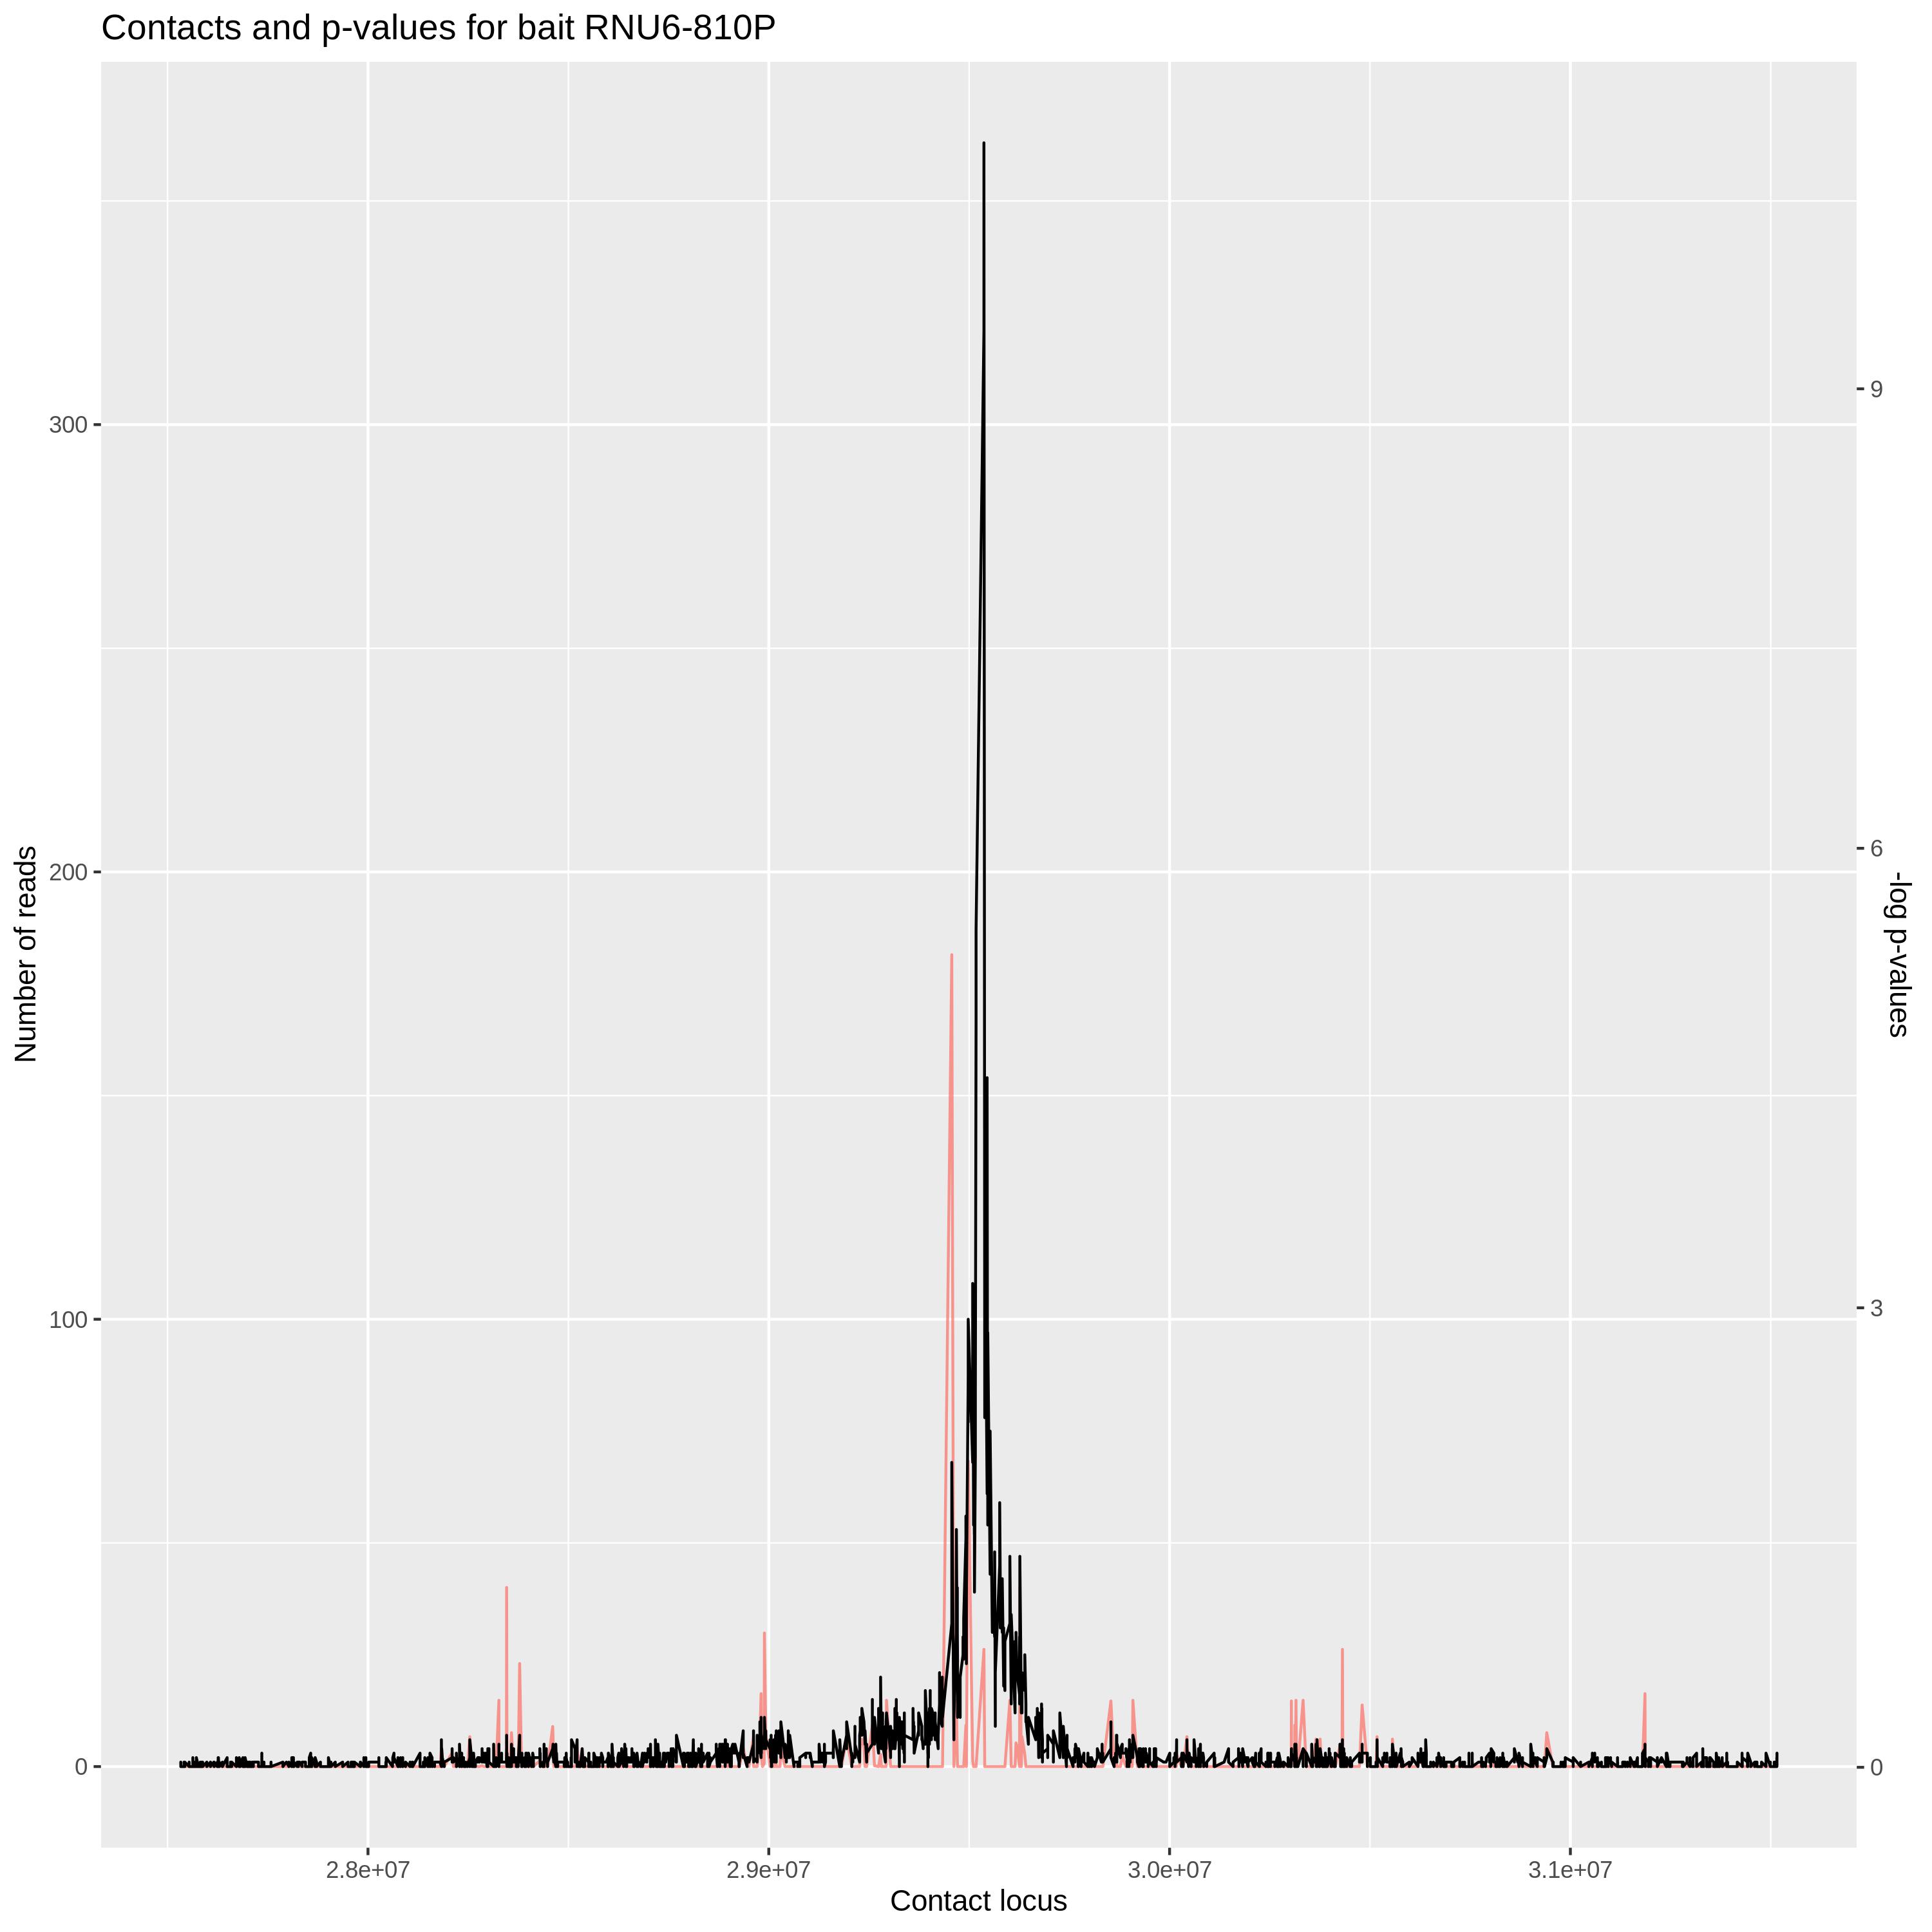 Contacts and p-values for bait RNU6-810P
300
200
100
0
Number of reads
9
6
3
0
-log p-values
2.8e+07
2.9e+07
3.0e+07
3.1e+07
Contact locus